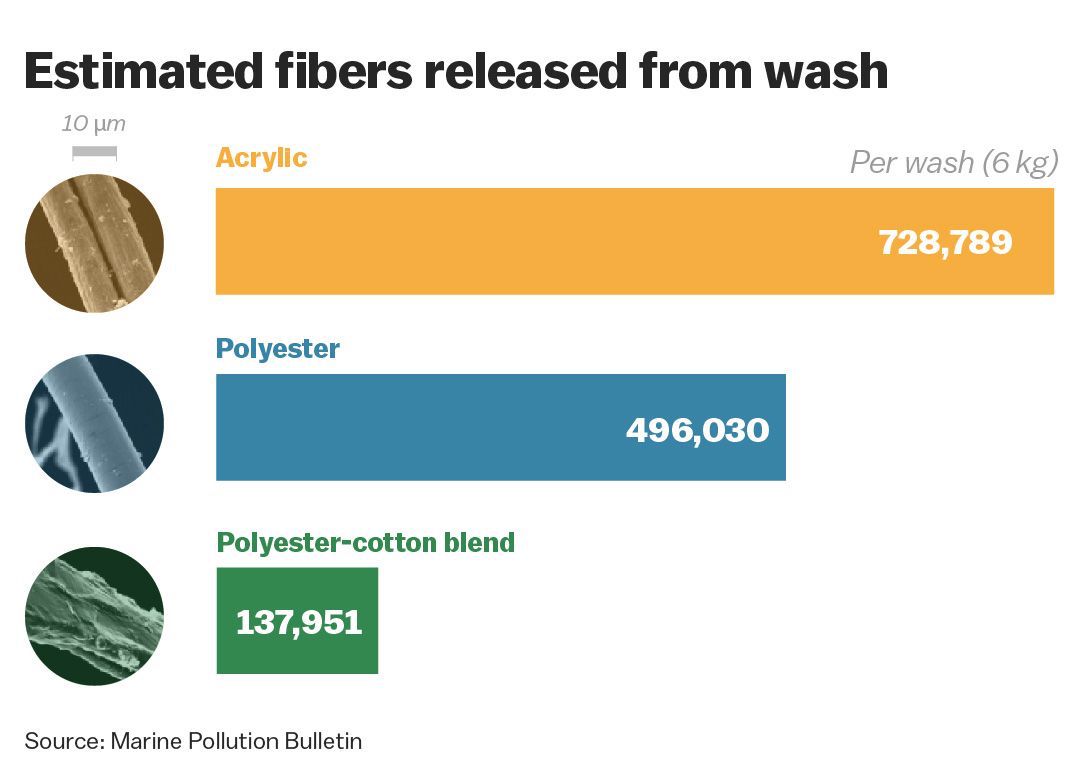 Estimated fibers released from wash
10 µm
Acrylic
Per wash (6 kg)
728,789
Polyester
496,030
Polyester-cotton blend
137,951
Source: Marine Pollution Bulletin